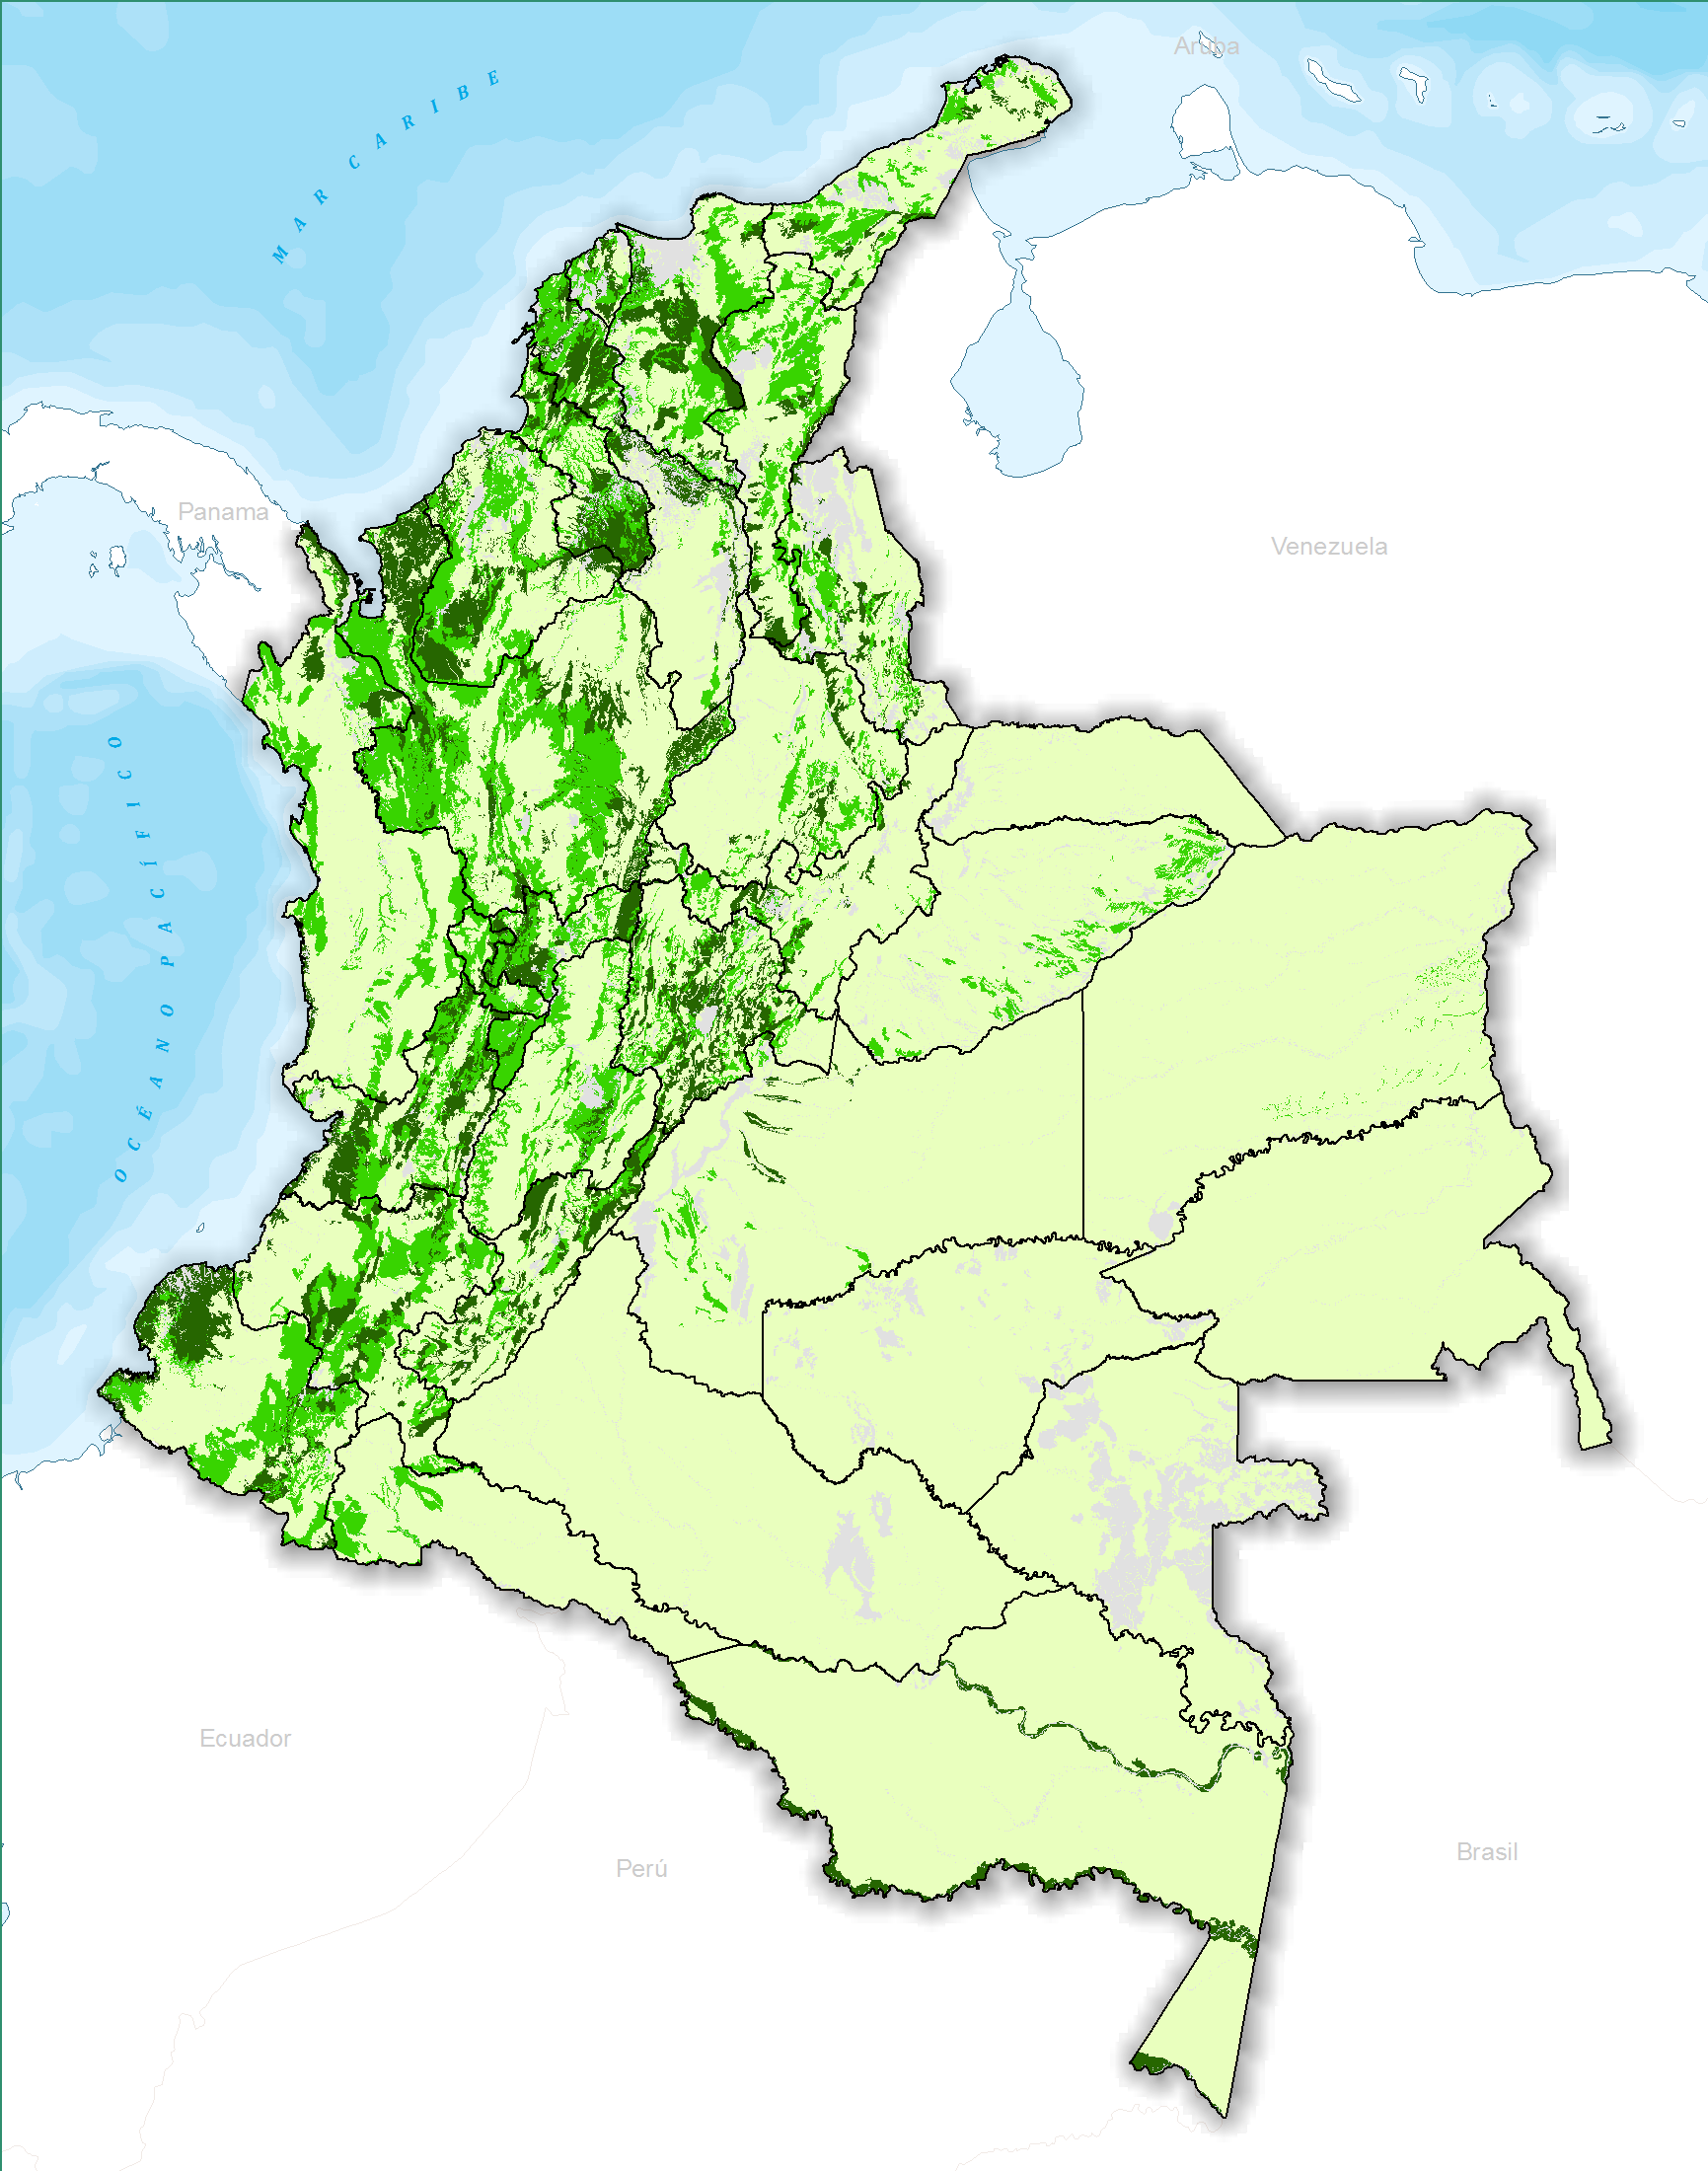 Aruba
MAR CARIBE
Panama
Venezuela
OCÉANO PACÍFICO
Ecuador
Perú
Brasil